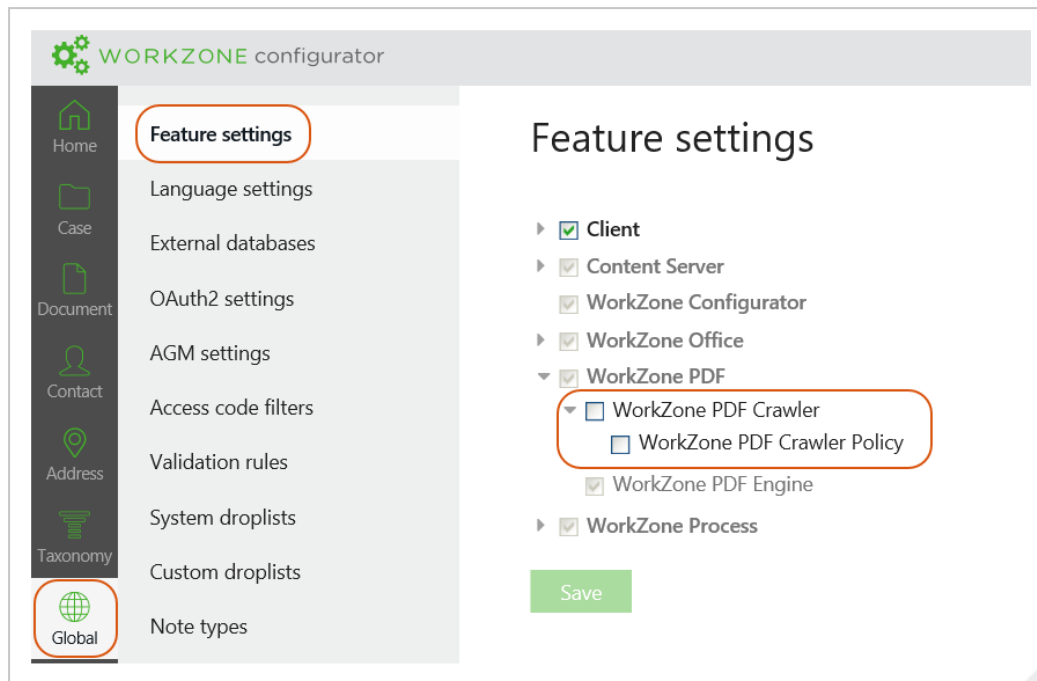 WORKZONE configurator
Home
Case
Document
Contact
Address
Taxonomy
Global
Feature settings
Language settings
External databases
OAuth2 settings
AGM settings
Access code filters
Validation rules
System droplists
Custom droplists
Note types
Feature settings
Client
Content Server
WorkZone Configurator
WorkZone Office
WorkZone PDF
WorkZone PDF Crawler
WorkZone PDF Crawler Policy
WorkZone PDF Engine
WorkZone Process
Save